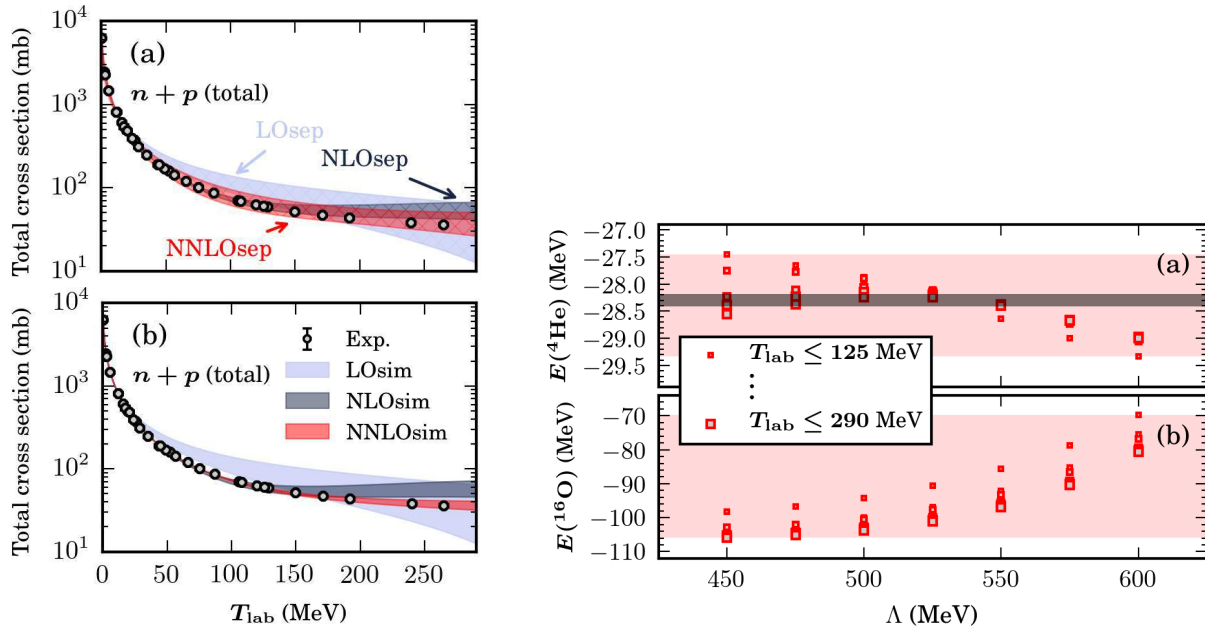 10^4
10^3
10^2
10^1
Total cross section (mb)
(a)
n + p (total)
LOsep
NLOsep
NNLOsep
10^4
10^3
10^2
10^1
Total cross section (mb)
(b)
n + p (total)
Exp.
LOsim
NLOsim
NNLOsim
0 50 100 150 200 250
T_lab (MeV)
−27.0
−27.5
−28.0
−28.5
−29.0
−29.5
E(^4He) (MeV)
(a)
T_lab ≤ 125 MeV
⋮
T_lab ≤ 290 MeV
−70
−80
−90
−100
−110
E(^16O) (MeV)
(b)
450 500 550 600
Λ (MeV)